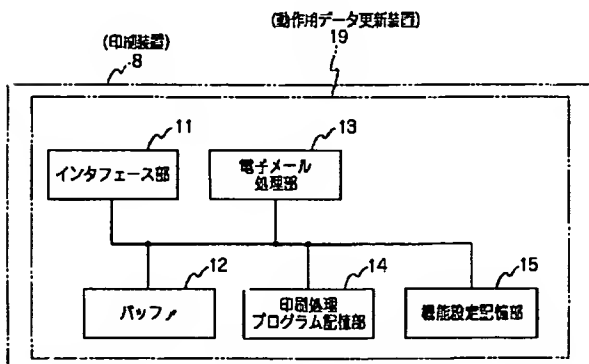 (動作用データ更新装置)
19
(印刷装置)
8
11
インタフェース部
13
電子メール
処理部
12
バッファ
14
印刷処理
プログラム記憶部
15
機能設定記憶部